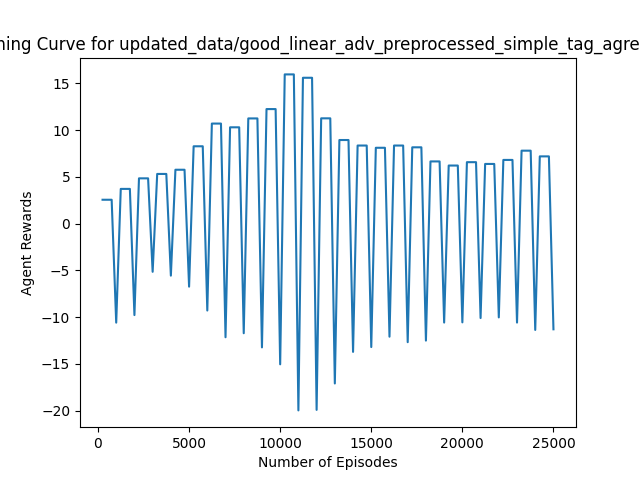 ning Curve for updated_data/good_linear_adv_preprocessed_simple_tag_agre
15
10
5
0
−5
−10
−15
−20
Agent Rewards
0 5000 10000 15000 20000 25000
Number of Episodes